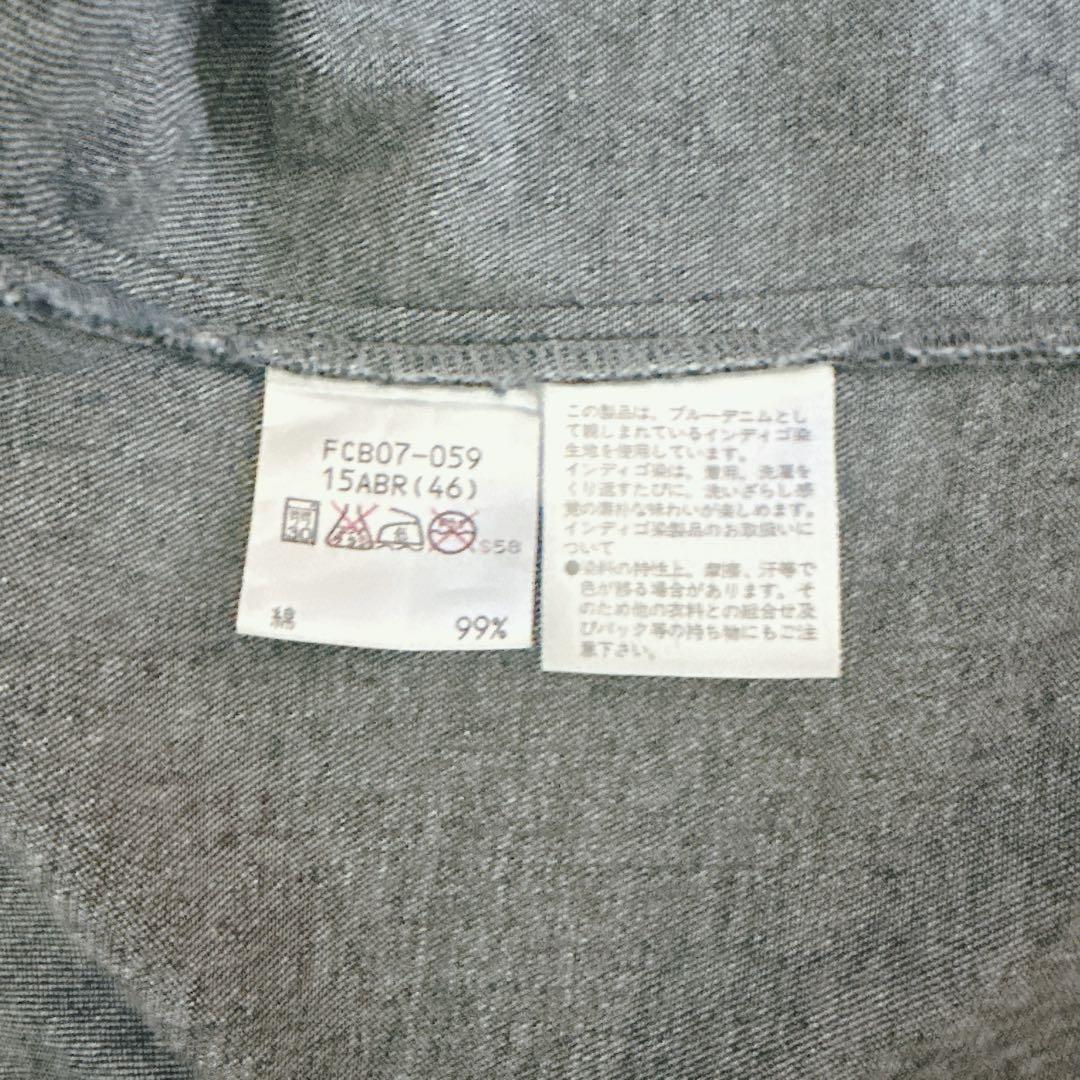 FCB07-059
15ABR(46)
30
S58
綿 99%
この製品は、ブルーデニムとし
て親しまれているインディゴ染
生地を使用しています。
インディゴ染は、着用、洗濯を
くり返すたびに、洗いざらし感
覚の素朴な味わいが楽しめます。
インディゴ染製品のお取扱いに
ついて
●染料の特性上、摩擦、汗等で
色が移る場合があります。そ
のため他の衣料との組合せ及
びバック等の持ち物にもご注
意下さい。